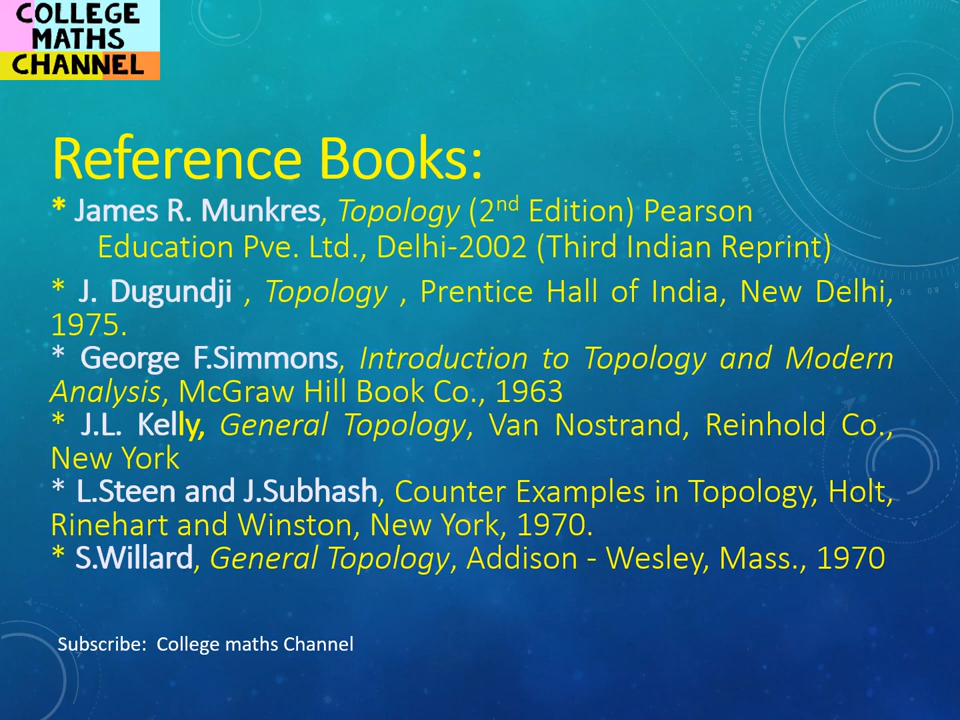 COLLEGE
MATHS
CHANNEL
Reference Books:
* James R. Munkres, Topology (2nd Edition) Pearson
Education Pve. Ltd., Delhi-2002 (Third Indian Reprint)
* J. Dugundji , Topology , Prentice Hall of India, New Delhi,
1975.
* George F.Simmons, Introduction to Topology and Modern
Analysis, McGraw Hill Book Co., 1963
* J.L. Kelly, General Topology, Van Nostrand, Reinhold Co.,
New York
* L.Steen and J.Subhash, Counter Examples in Topology, Holt,
Rinehart and Winston, New York, 1970.
* S.Willard, General Topology, Addison - Wesley, Mass., 1970
Subscribe: College maths Channel